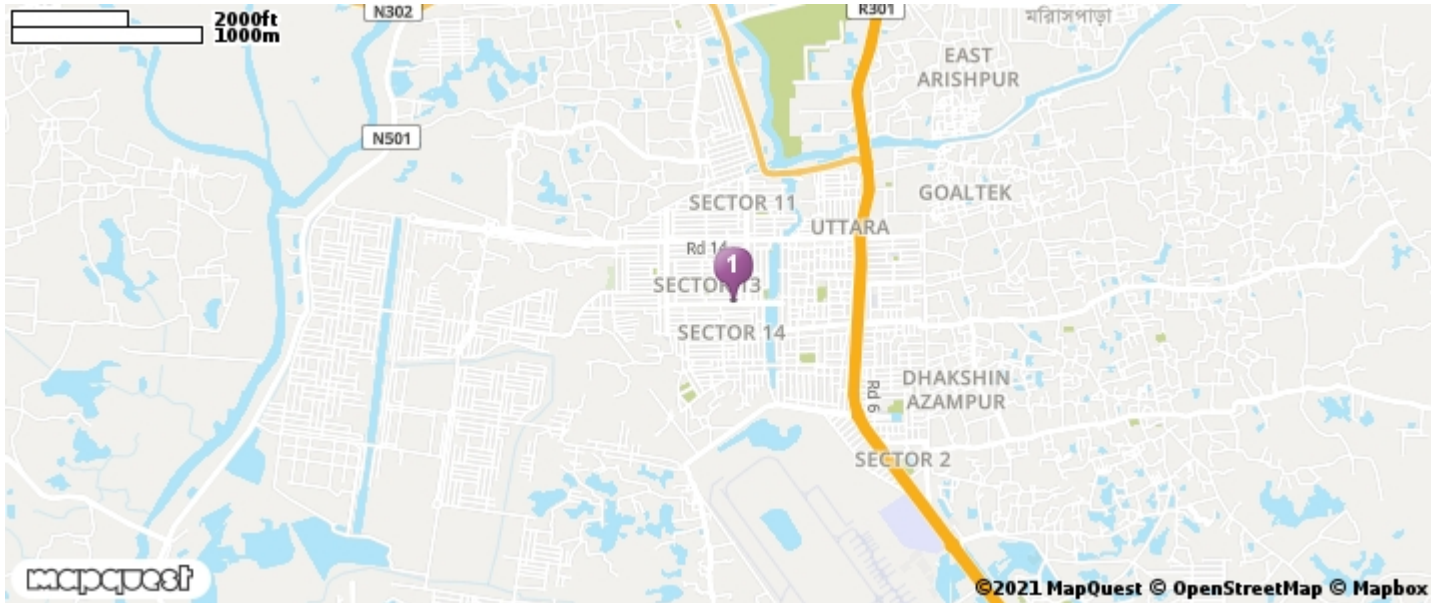 2000ft
1000m
N302
R301
মরিাসপাড়া
EAST
ARISHPUR
N501
GOALTEK
SECTOR 11
UTTARA
Rd 14
1
SECTOR 13
SECTOR 14
DHAKSHIN
AZAMPUR
Rd 6
SECTOR 2
mapquest
©2021 MapQuest © OpenStreetMap © Mapbox